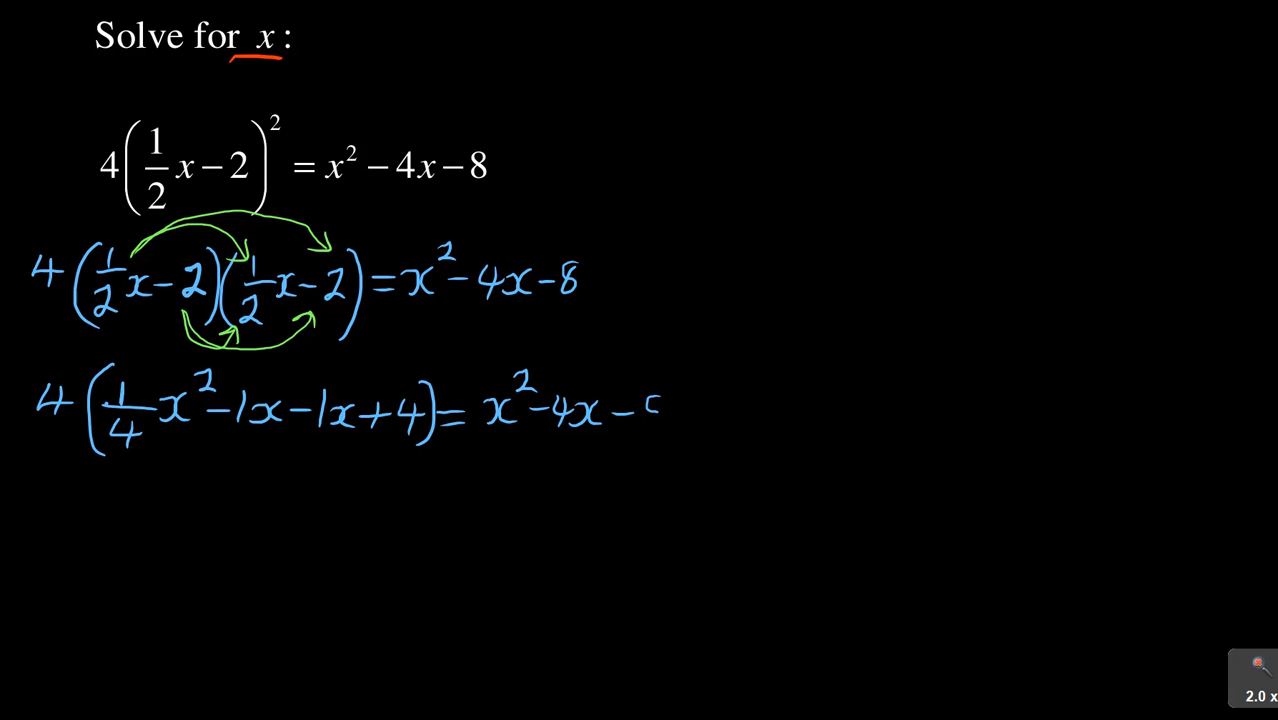 Solve for x:
4(1/2 x − 2)² = x² − 4x − 8
4(1/2 x − 2)(1/2 x − 2) = x² − 4x − 8
4(1/4 x² − 1x − 1x + 4) = x² − 4x −
2.0 x